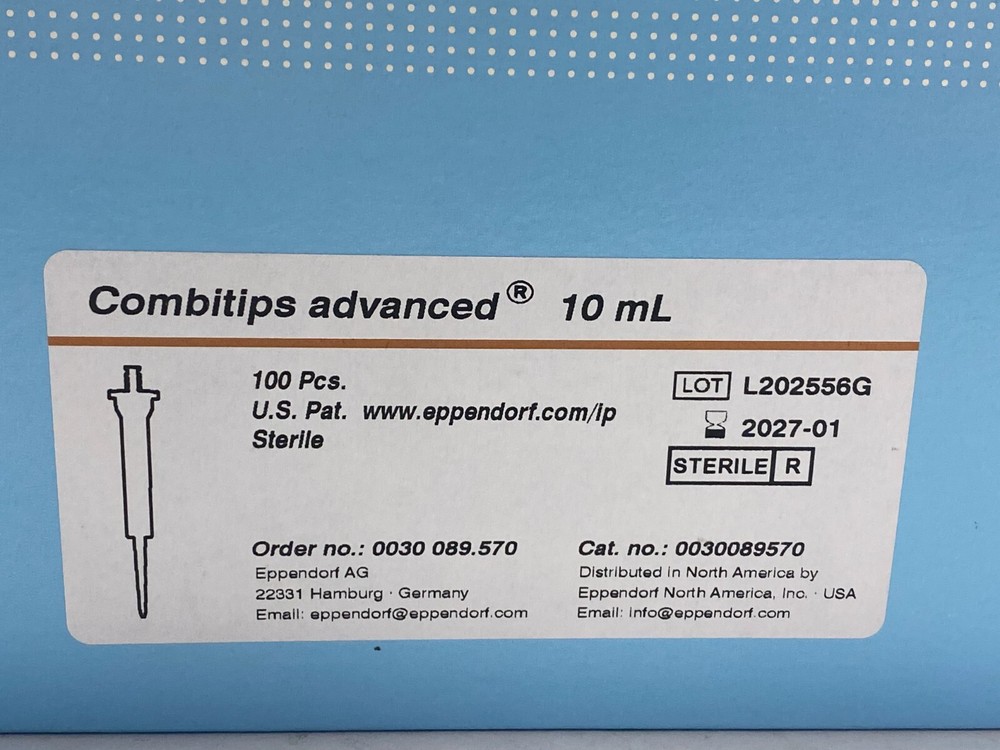 Combitips advanced® 10 mL
100 Pcs.
U.S. Pat. www.eppendorf.com/ip
Sterile
LOT L202556G
2027-01
STERILE R
Order no.: 0030 089.570
Eppendorf AG
22331 Hamburg · Germany
Email: eppendorf@eppendorf.com
Cat. no.: 0030089570
Distributed in North America by
Eppendorf North America, Inc. · USA
Email: info@eppendorf.com